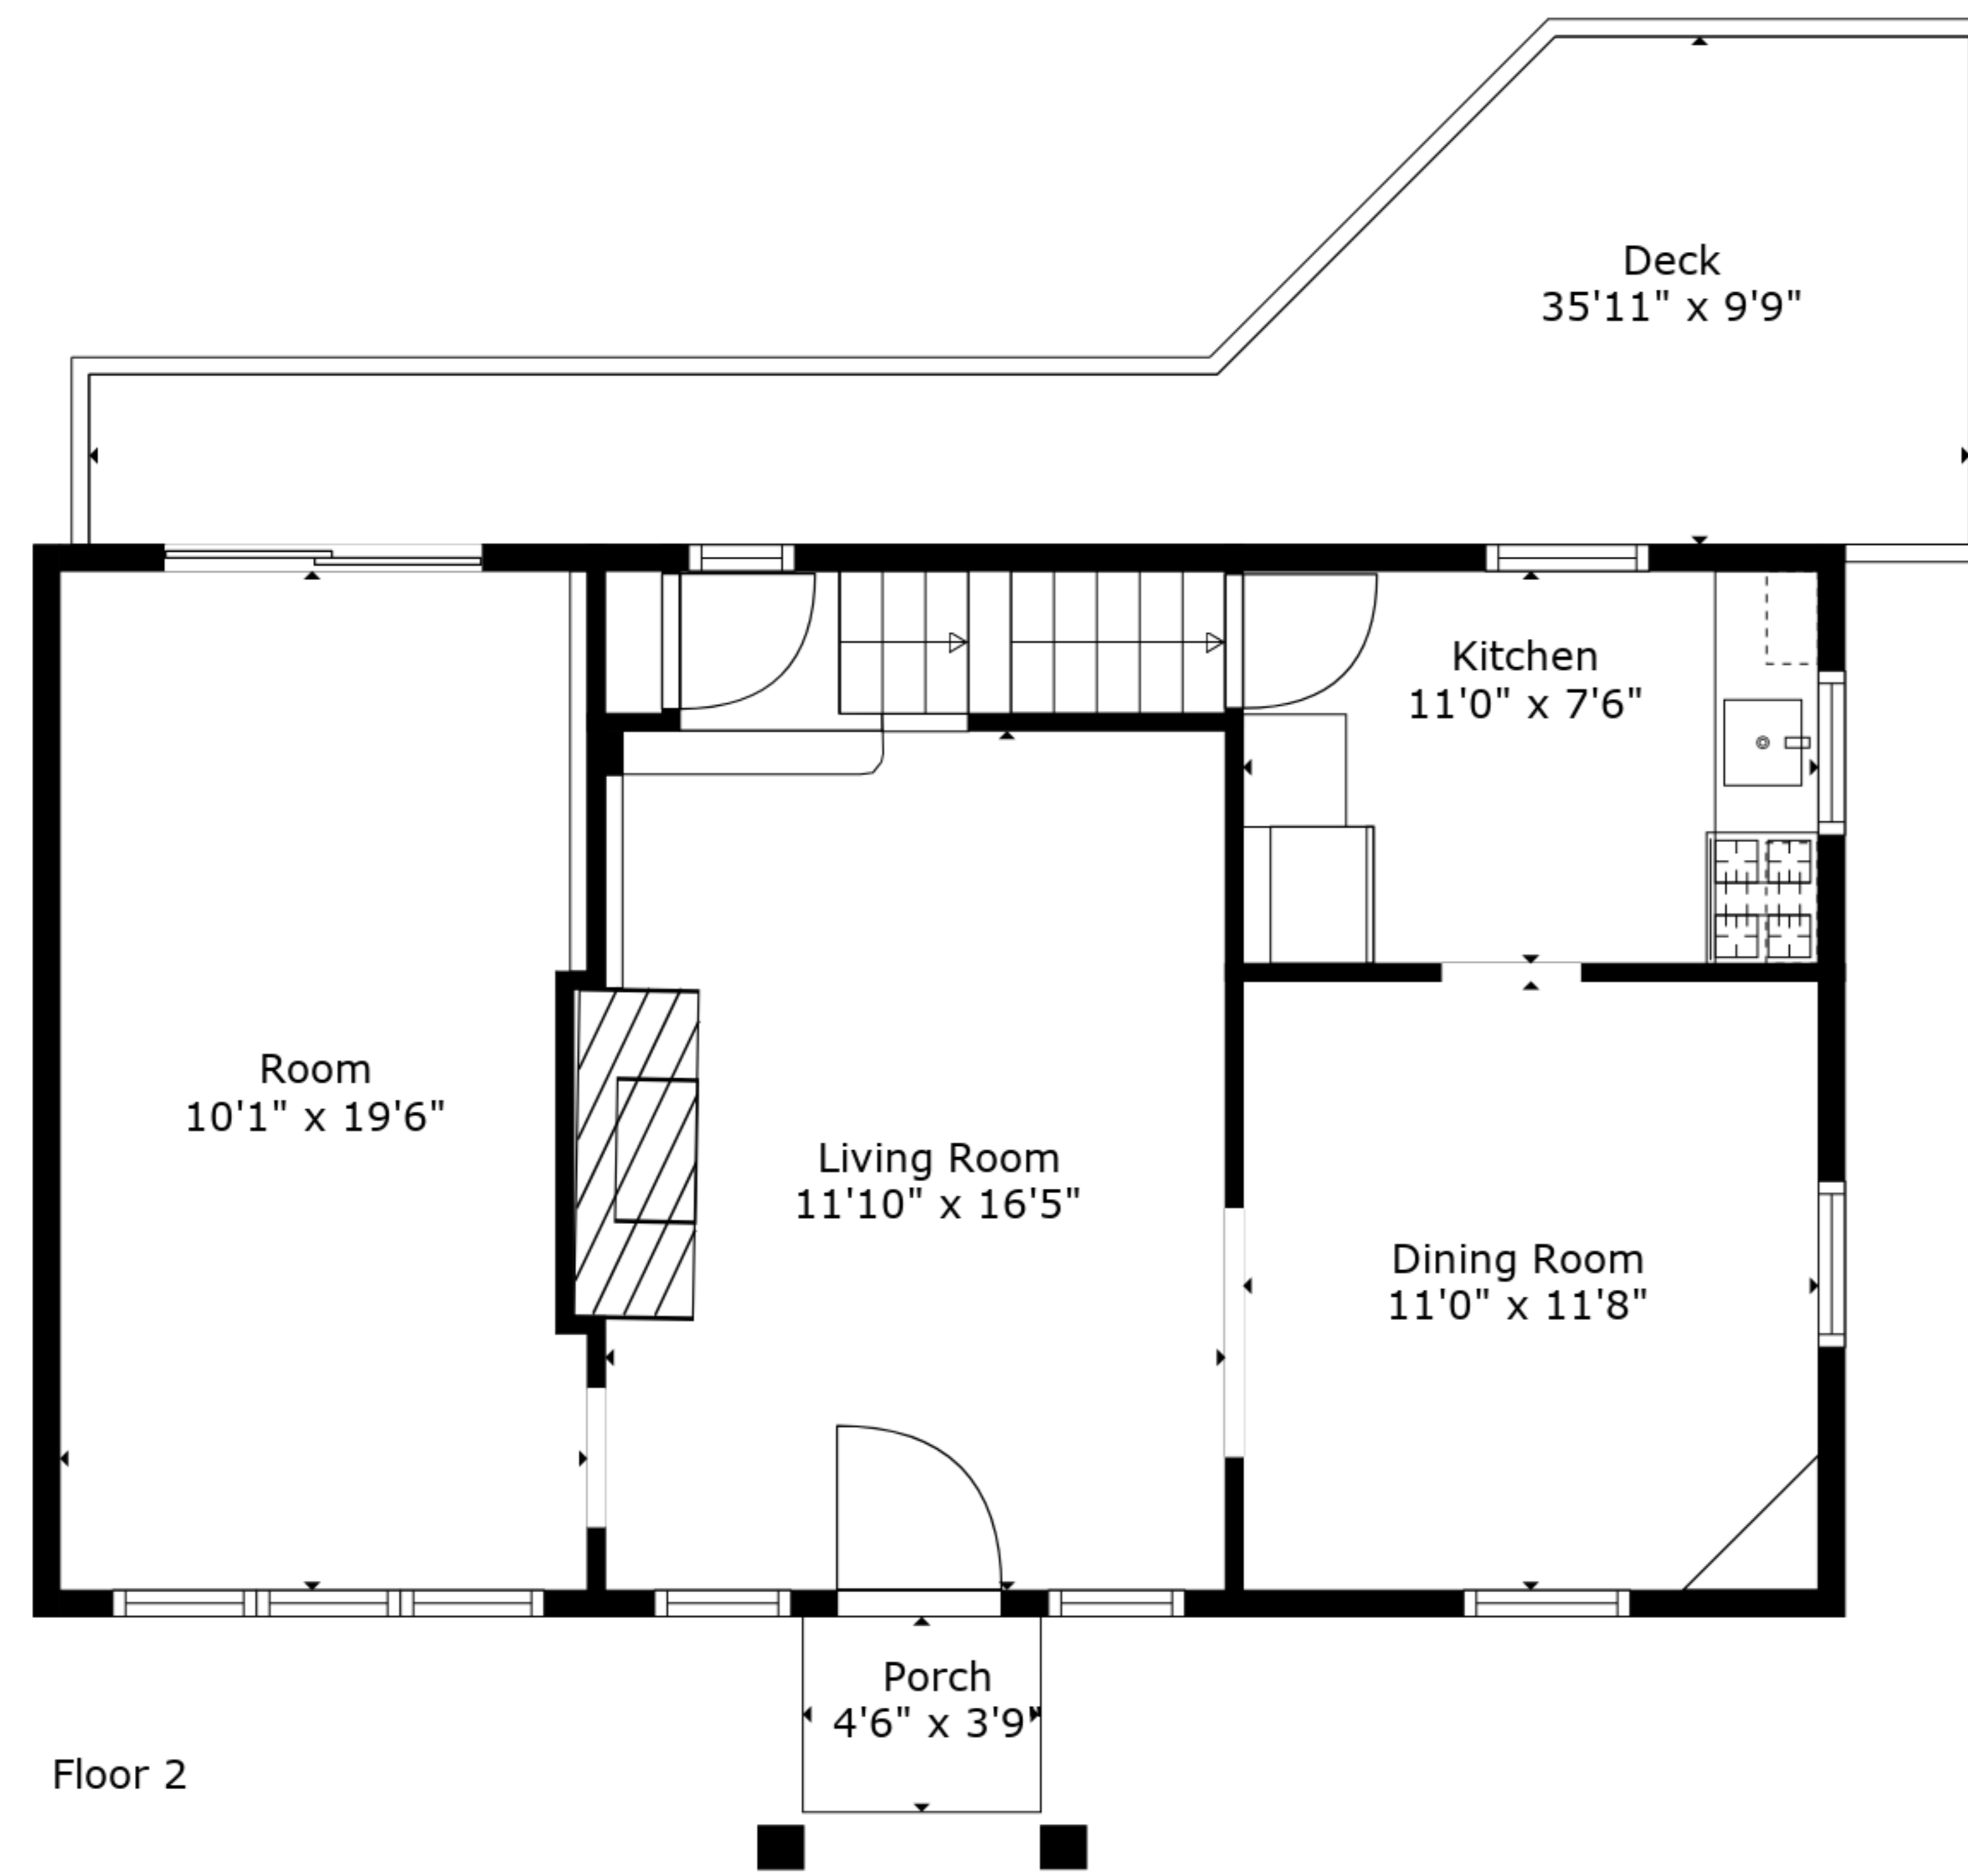 Deck
35'11" x 9'9"
Kitchen
11'0" x 7'6"
Room
10'1" x 19'6"
Living Room
11'10" x 16'5"
Dining Room
11'0" x 11'8"
Porch
4'6" x 3'9"
Floor 2